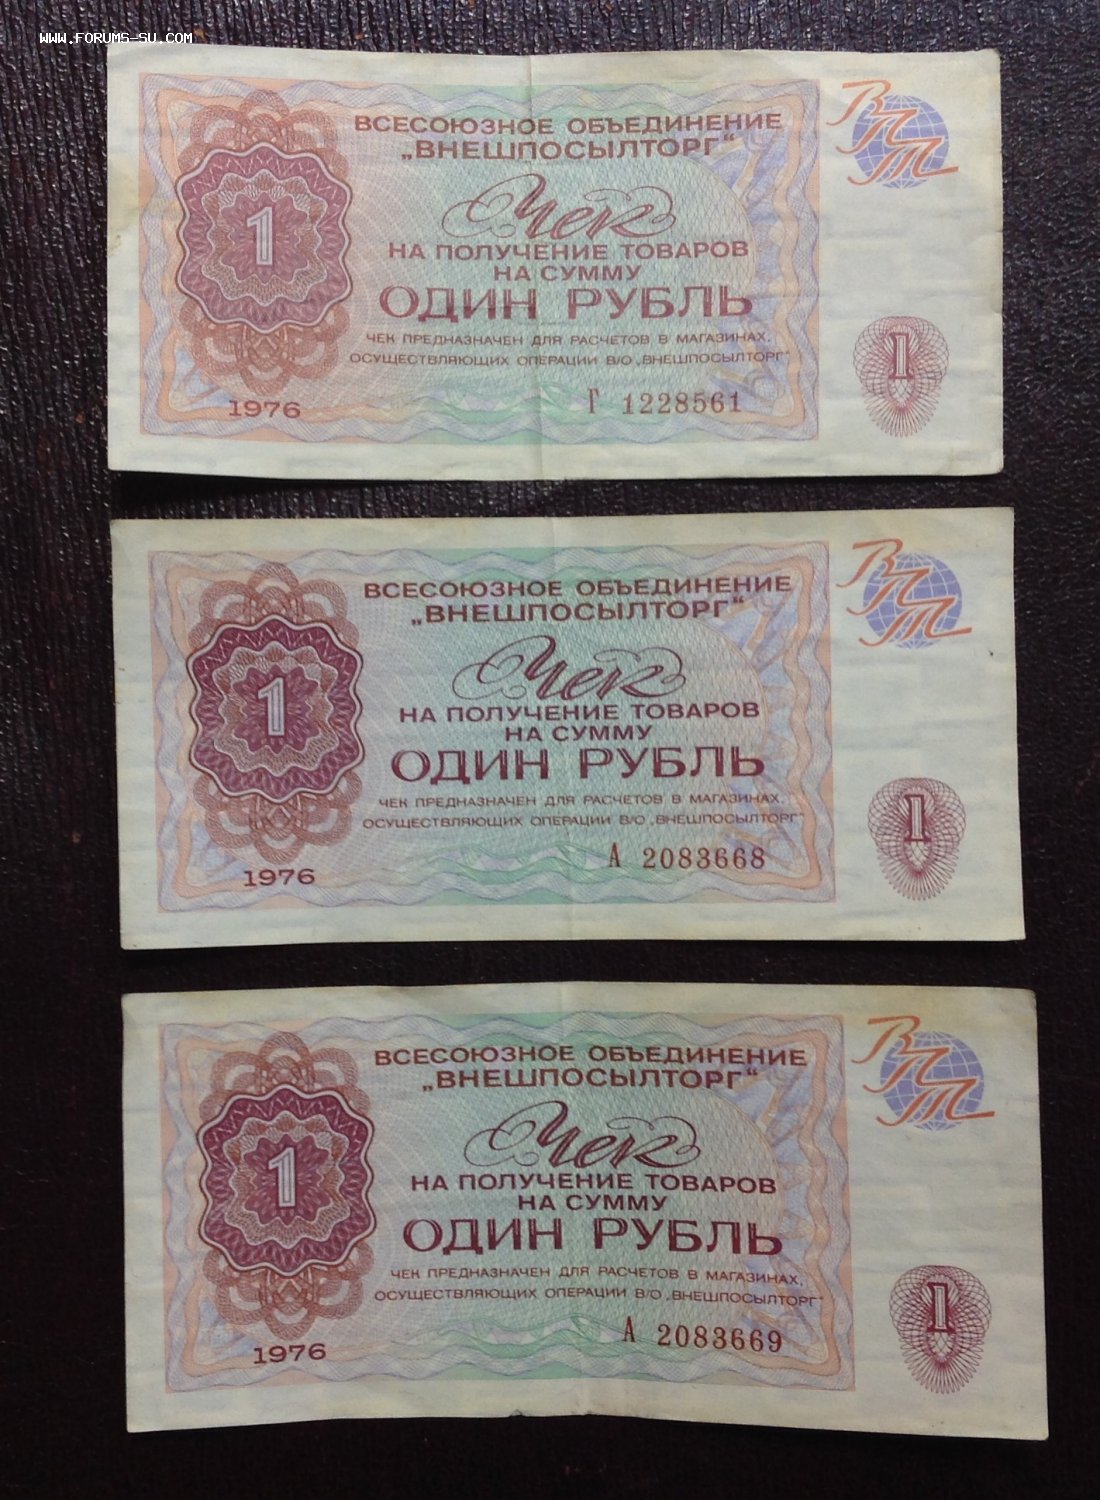 WWW.FORUMS-SU.COM
ВСЕСОЮЗНОЕ ОБЪЕДИНЕНИЕ
„ВНЕШПОСЫЛТОРГ“
ВПТ
1
Чек
НА ПОЛУЧЕНИЕ ТОВАРОВ
НА СУММУ
ОДИН РУБЛЬ
ЧЕК ПРЕДНАЗНАЧЕН ДЛЯ РАСЧЕТОВ В МАГАЗИНАХ,
ОСУЩЕСТВЛЯЮЩИХ ОПЕРАЦИИ В/О „ВНЕШПОСЫЛТОРГ“
1
1976
Г 1228561
ВСЕСОЮЗНОЕ ОБЪЕДИНЕНИЕ
„ВНЕШПОСЫЛТОРГ“
ВПТ
1
Чек
НА ПОЛУЧЕНИЕ ТОВАРОВ
НА СУММУ
ОДИН РУБЛЬ
ЧЕК ПРЕДНАЗНАЧЕН ДЛЯ РАСЧЕТОВ В МАГАЗИНАХ,
ОСУЩЕСТВЛЯЮЩИХ ОПЕРАЦИИ В/О „ВНЕШПОСЫЛТОРГ“
1
1976
А 2083668
ВСЕСОЮЗНОЕ ОБЪЕДИНЕНИЕ
„ВНЕШПОСЫЛТОРГ“
ВПТ
1
Чек
НА ПОЛУЧЕНИЕ ТОВАРОВ
НА СУММУ
ОДИН РУБЛЬ
ЧЕК ПРЕДНАЗНАЧЕН ДЛЯ РАСЧЕТОВ В МАГАЗИНАХ,
ОСУЩЕСТВЛЯЮЩИХ ОПЕРАЦИИ В/О „ВНЕШПОСЫЛТОРГ“
1
1976
А 2083669